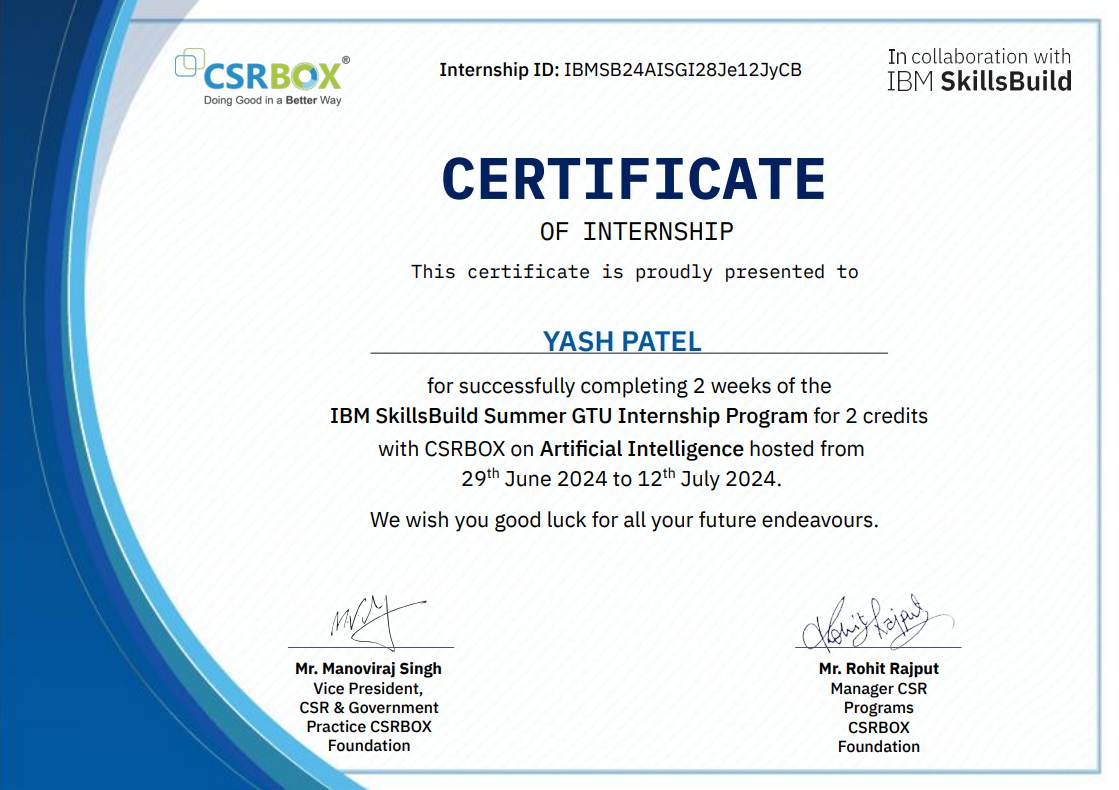 CSRBOX®
Doing Good in a Better Way
Internship ID: IBMSB24AISGI28Je12JyCB
In collaboration with
IBM SkillsBuild
CERTIFICATE
OF INTERNSHIP
This certificate is proudly presented to
YASH PATEL
for successfully completing 2 weeks of the
IBM SkillsBuild Summer GTU Internship Program for 2 credits
with CSRBOX on Artificial Intelligence hosted from
29th June 2024 to 12th July 2024.
We wish you good luck for all your future endeavours.
Rohit Rajput
Mr. Manoviraj Singh
Vice President,
CSR & Government
Practice CSRBOX
Foundation
Mr. Rohit Rajput
Manager CSR
Programs
CSRBOX
Foundation